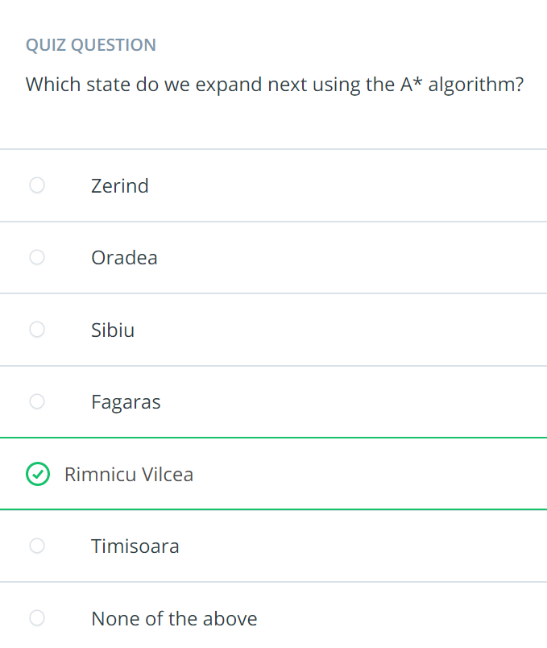 QUIZ QUESTION
Which state do we expand next using the A* algorithm?
Zerind
Oradea
Sibiu
Fagaras
Rimnicu Vilcea
Timisoara
None of the above